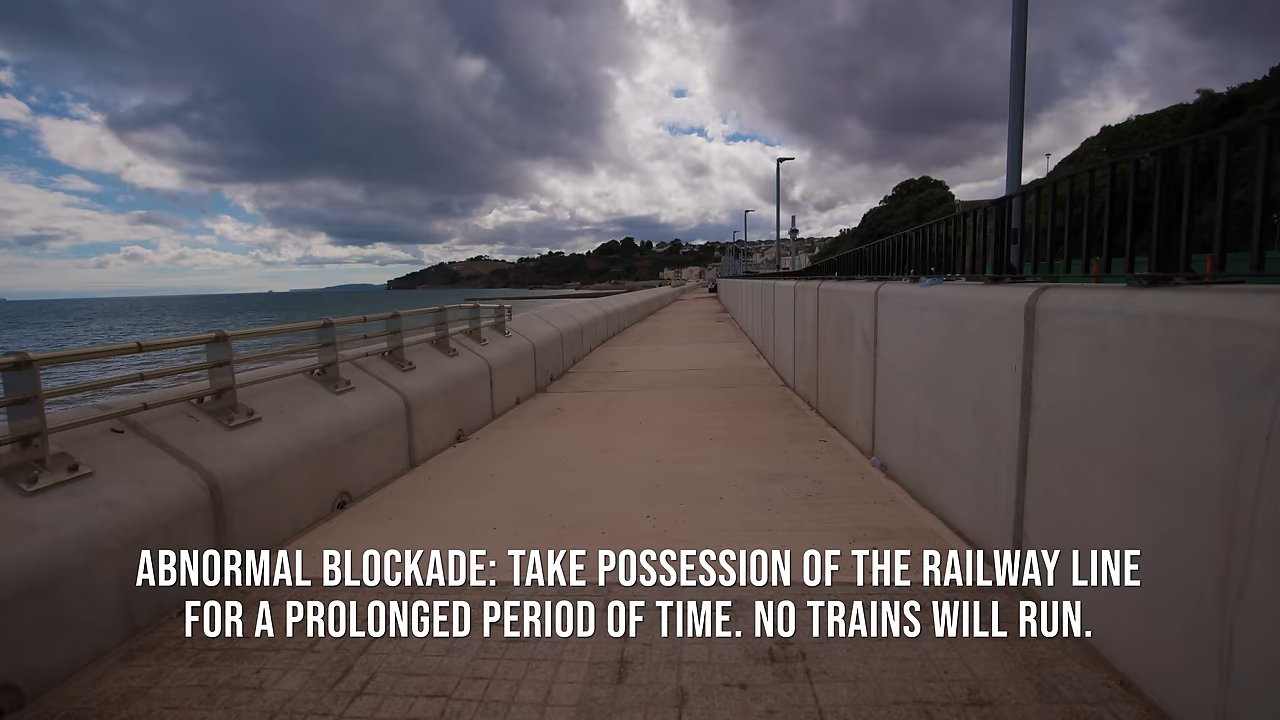 ABNORMAL BLOCKADE: TAKE POSSESSION OF THE RAILWAY LINE
FOR A PROLONGED PERIOD OF TIME. NO TRAINS WILL RUN.